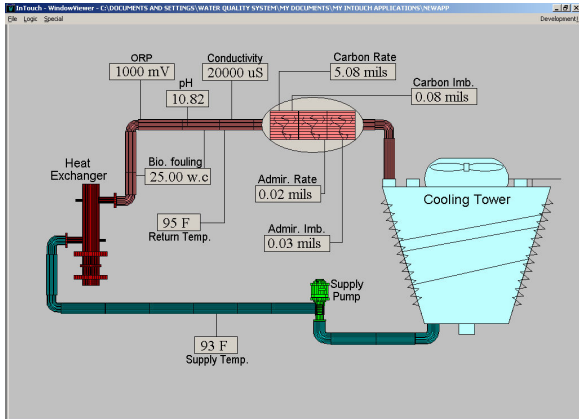 InTouch - WindowViewer - C:\DOCUMENTS AND SETTINGS\WATER QUALITY SYSTEM\MY DOCUMENTS\MY INTOUCH APPLICATIONS\NEWAPP
File Logic Special
Development!
ORP
1000 mV
Conductivity
20000 uS
Carbon Rate
5.08 mils
pH
10.82
Carbon Imb.
0.08 mils
Heat
Exchanger
Bio. fouling
25.00 w.c
Admir. Rate
0.02 mils
Cooling Tower
95 F
Return Temp.
Admir. Imb.
0.03 mils
Supply
Pump
93 F
Supply Temp.